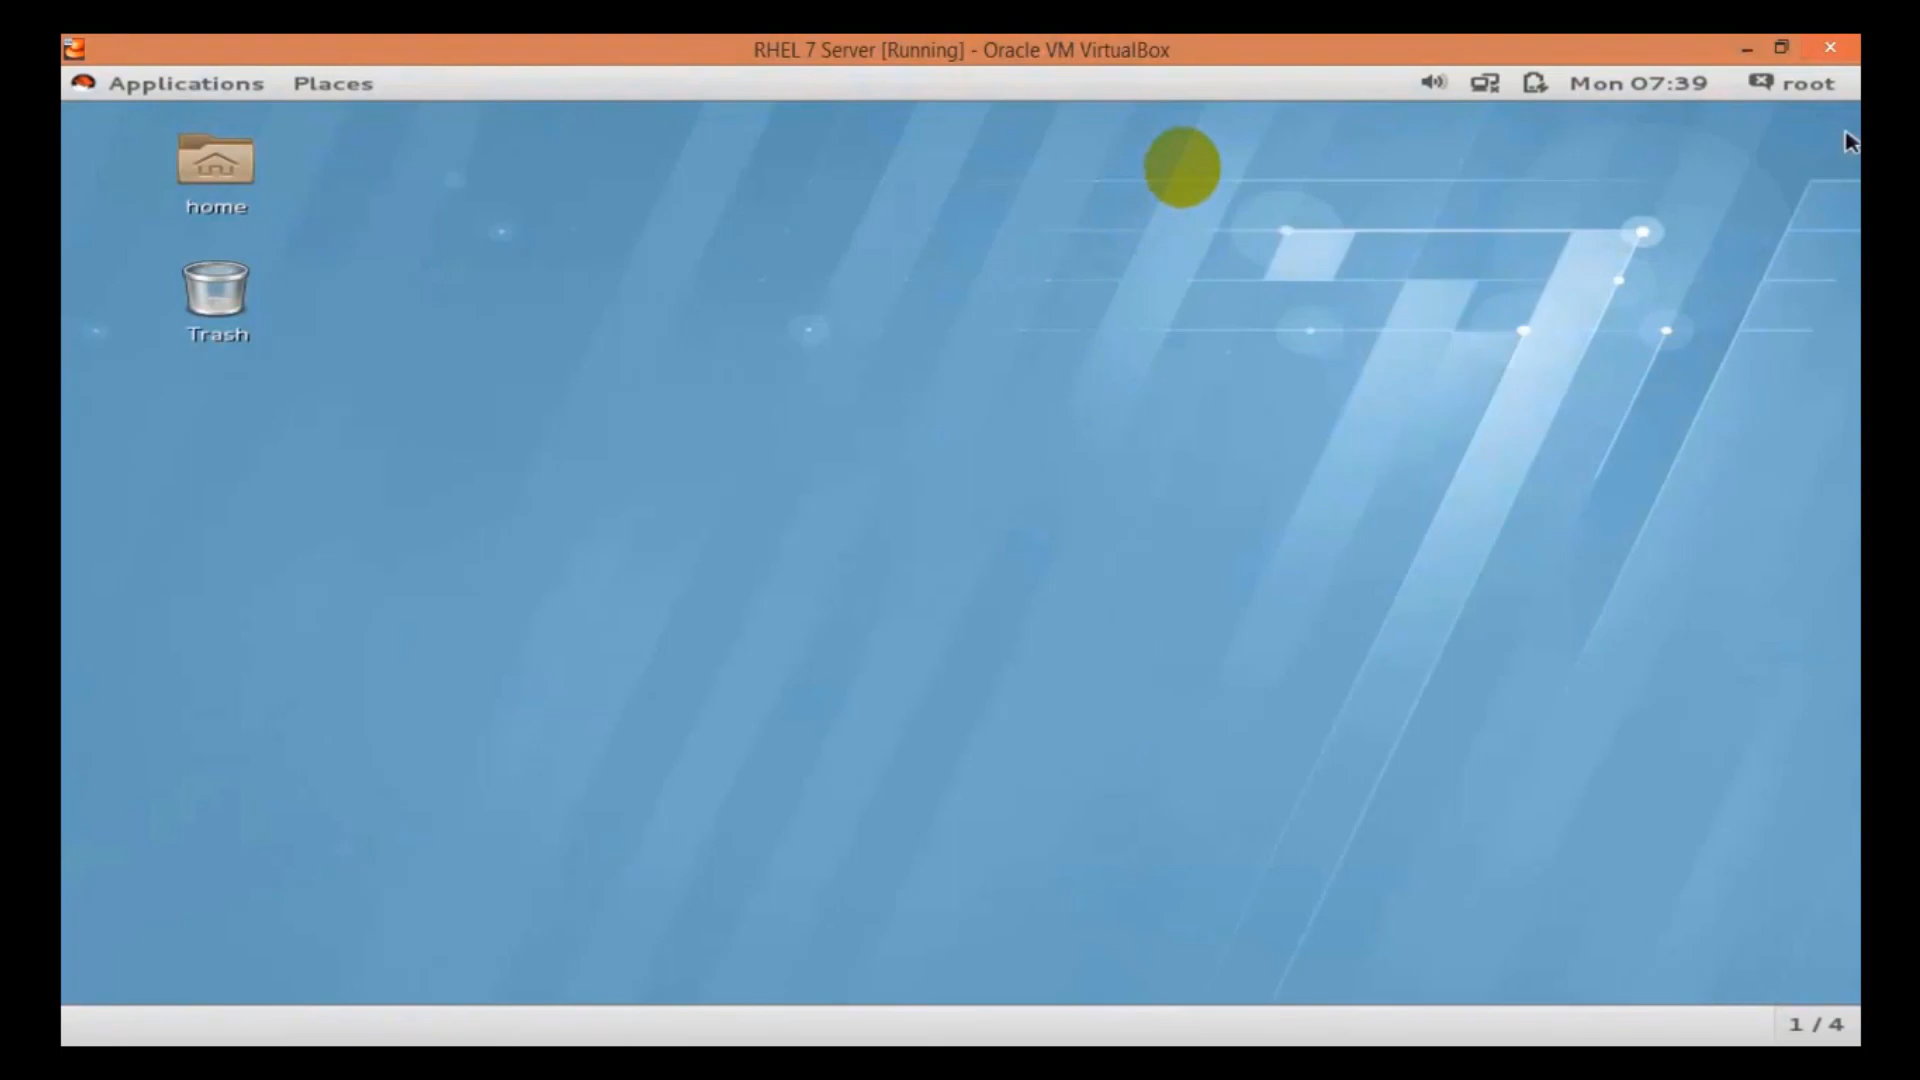 RHEL 7 Server [Running] - Oracle VM VirtualBox
Applications Places Mon 07:39 root
home
Trash
1 / 4